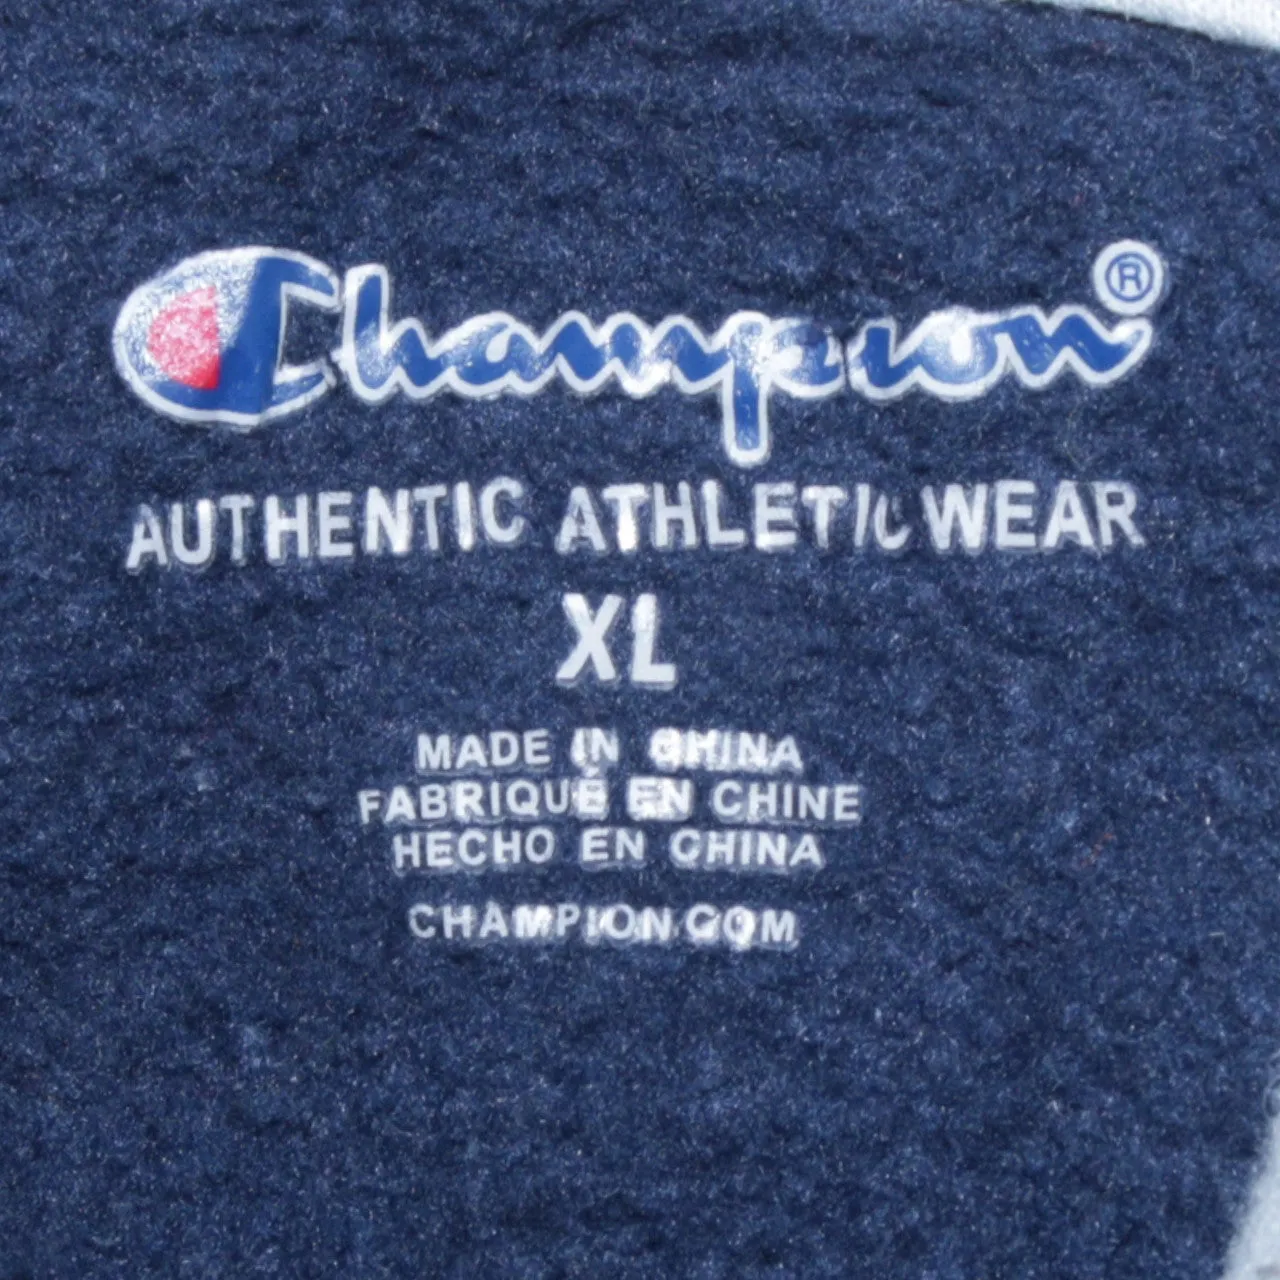 Champion®
AUTHENTIC ATHLETIC WEAR
XL
MADE IN CHINA
FABRIQUÉ EN CHINE
HECHO EN CHINA
CHAMPION.COM